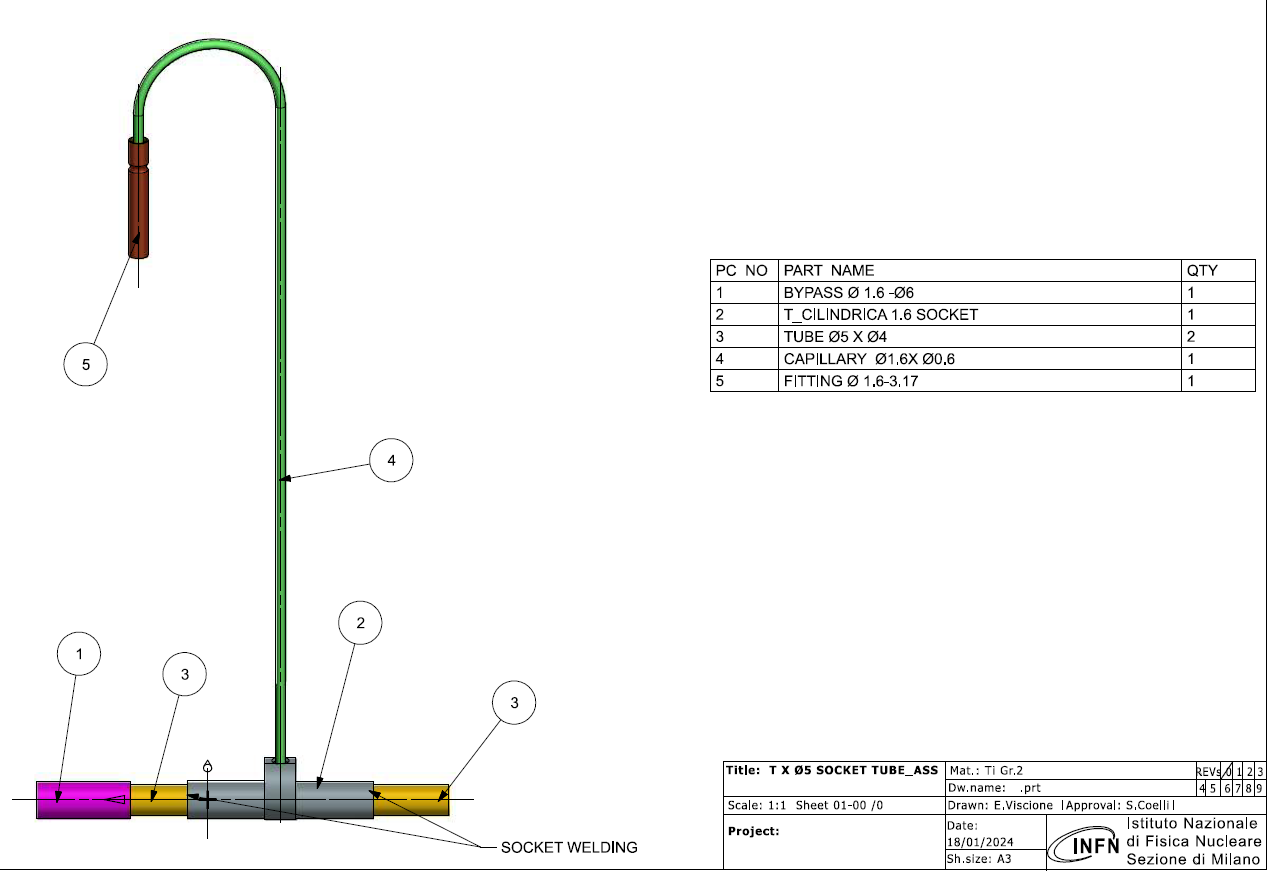 5
4
2
1
3
3
SOCKET WELDING
PC NO PART NAME QTY
1 BYPASS Ø 1.6 -Ø6 1
2 T_CILINDRICA 1.6 SOCKET 1
3 TUBE Ø5 X Ø4 2
4 CAPILLARY Ø1.6X Ø0.6 1
5 FITTING Ø 1.6-3.17 1
Title: T X Ø5 SOCKET TUBE_ASS
Mat.: Ti Gr.2
REVs 0 1 2 3
Dw.name: .prt
4 5 6 7 8 9
Scale: 1:1 Sheet 01-00 /0
Drawn: E.Viscione
Approval: S.Coelli
Project:
Date:
18/01/2024
Sh.size: A3
INFN
Istituto Nazionale
di Fisica Nucleare
Sezione di Milano